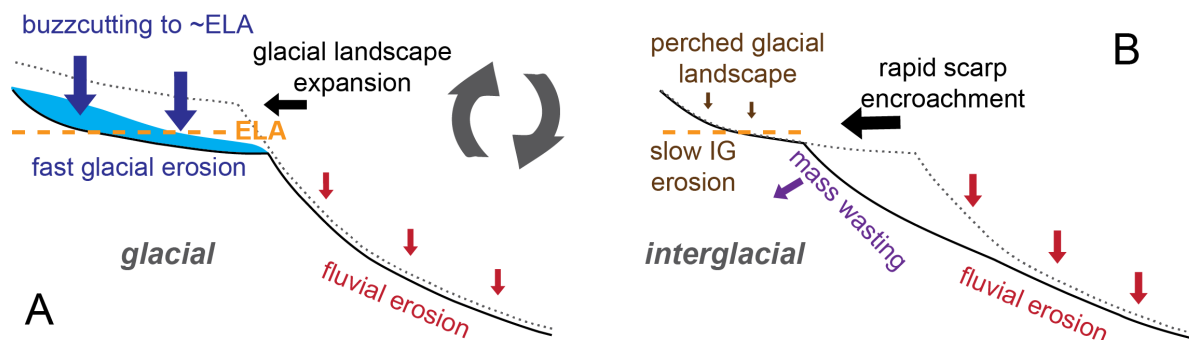 buzzcutting to ~ELA
glacial landscape
expansion
ELA
fast glacial erosion
glacial
fluvial erosion
A
B
perched glacial
landscape
rapid scarp
encroachment
slow IG
erosion
mass wasting
interglacial
fluvial erosion